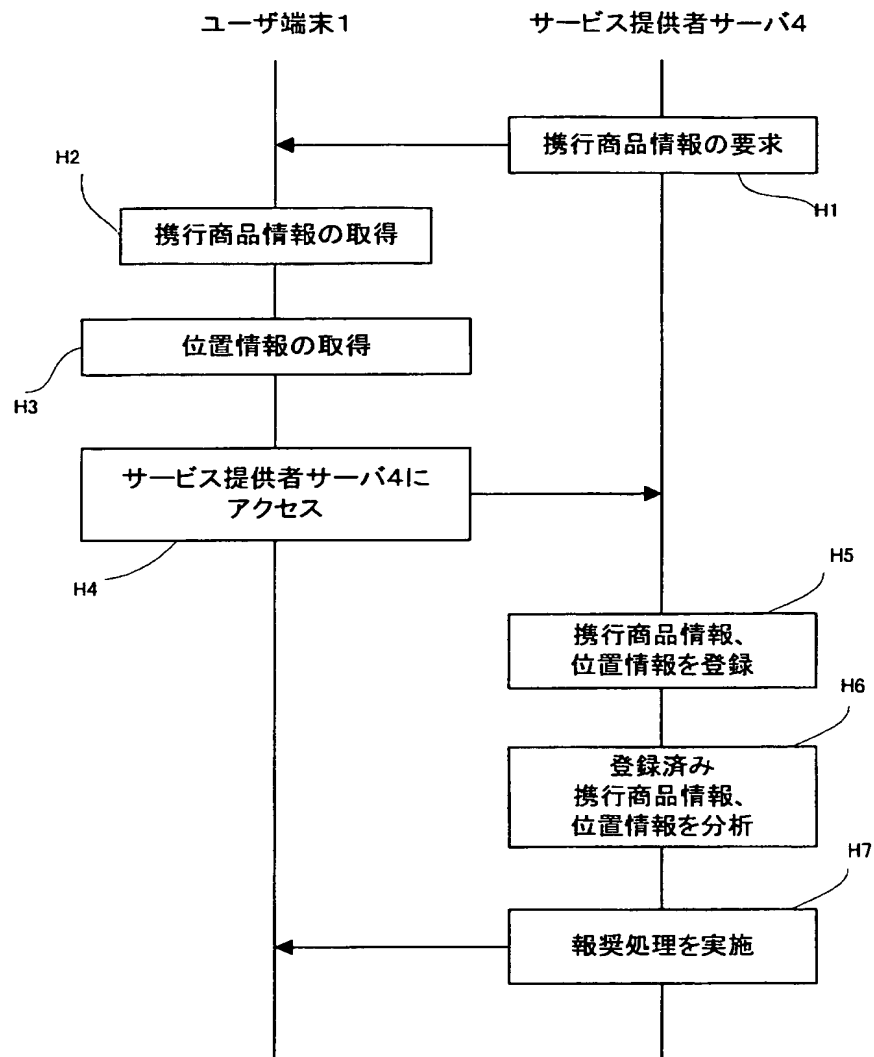 ユーザ端末1
サービス提供者サーバ4
携行商品情報の要求
H1
H2
携行商品情報の取得
位置情報の取得
H3
サービス提供者サーバ4に
アクセス
H4
H5
携行商品情報、
位置情報を登録
H6
登録済み
携行商品情報、
位置情報を分析
H7
報奨処理を実施